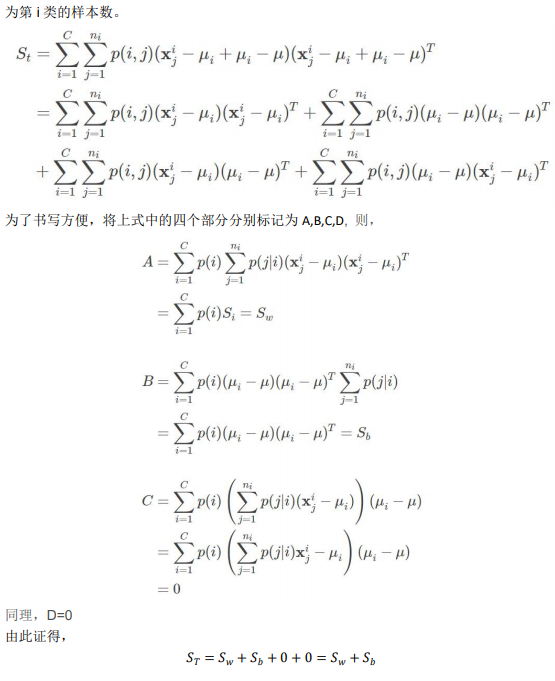 为第 i 类的样本数。
$S_t = \sum_{i=1}^{C} \sum_{j=1}^{n_i} p(i,j)(\mathbf{x}_j^i - \mu_i + \mu_i - \mu)(\mathbf{x}_j^i - \mu_i + \mu_i - \mu)^T$
$= \sum_{i=1}^{C} \sum_{j=1}^{n_i} p(i,j)(\mathbf{x}_j^i - \mu_i)(\mathbf{x}_j^i - \mu_i)^T + \sum_{i=1}^{C} \sum_{j=1}^{n_i} p(i,j)(\mu_i - \mu)(\mu_i - \mu)^T$
$+ \sum_{i=1}^{C} \sum_{j=1}^{n_i} p(i,j)(\mathbf{x}_j^i - \mu_i)(\mu_i - \mu)^T + \sum_{i=1}^{C} \sum_{j=1}^{n_i} p(i,j)(\mu_i - \mu)(\mathbf{x}_j^i - \mu_i)^T$
为了书写方便，将上式中的四个部分分别标记为 A,B,C,D, 则，
$A = \sum_{i=1}^{C} p(i) \sum_{j=1}^{n_i} p(j|i)(\mathbf{x}_j^i - \mu_i)(\mathbf{x}_j^i - \mu_i)^T$
$= \sum_{i=1}^{C} p(i) S_i = S_w$
$B = \sum_{i=1}^{C} p(i)(\mu_i - \mu)(\mu_i - \mu)^T \sum_{j=1}^{n_i} p(j|i)$
$= \sum_{i=1}^{C} p(i)(\mu_i - \mu)(\mu_i - \mu)^T = S_b$
$C = \sum_{i=1}^{C} p(i) \left( \sum_{j=1}^{n_i} p(j|i)(\mathbf{x}_j^i - \mu_i) \right) (\mu_i - \mu)$
$= \sum_{i=1}^{C} p(i) \left( \sum_{j=1}^{n_i} p(j|i)\mathbf{x}_j^i - \mu_i \right) (\mu_i - \mu)$
$= 0$
同理，D=0
由此证得，
$S_T = S_w + S_b + 0 + 0 = S_w + S_b$